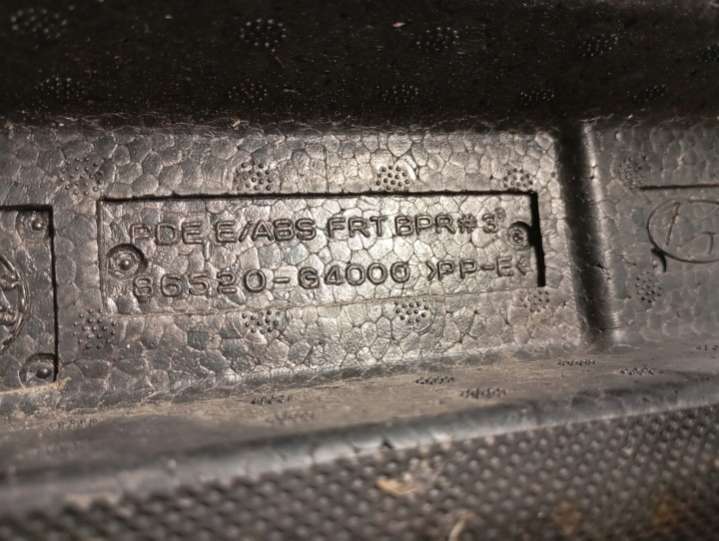 PDE E/ABS FRT BPR#3
86520-G4000 >PP-E<